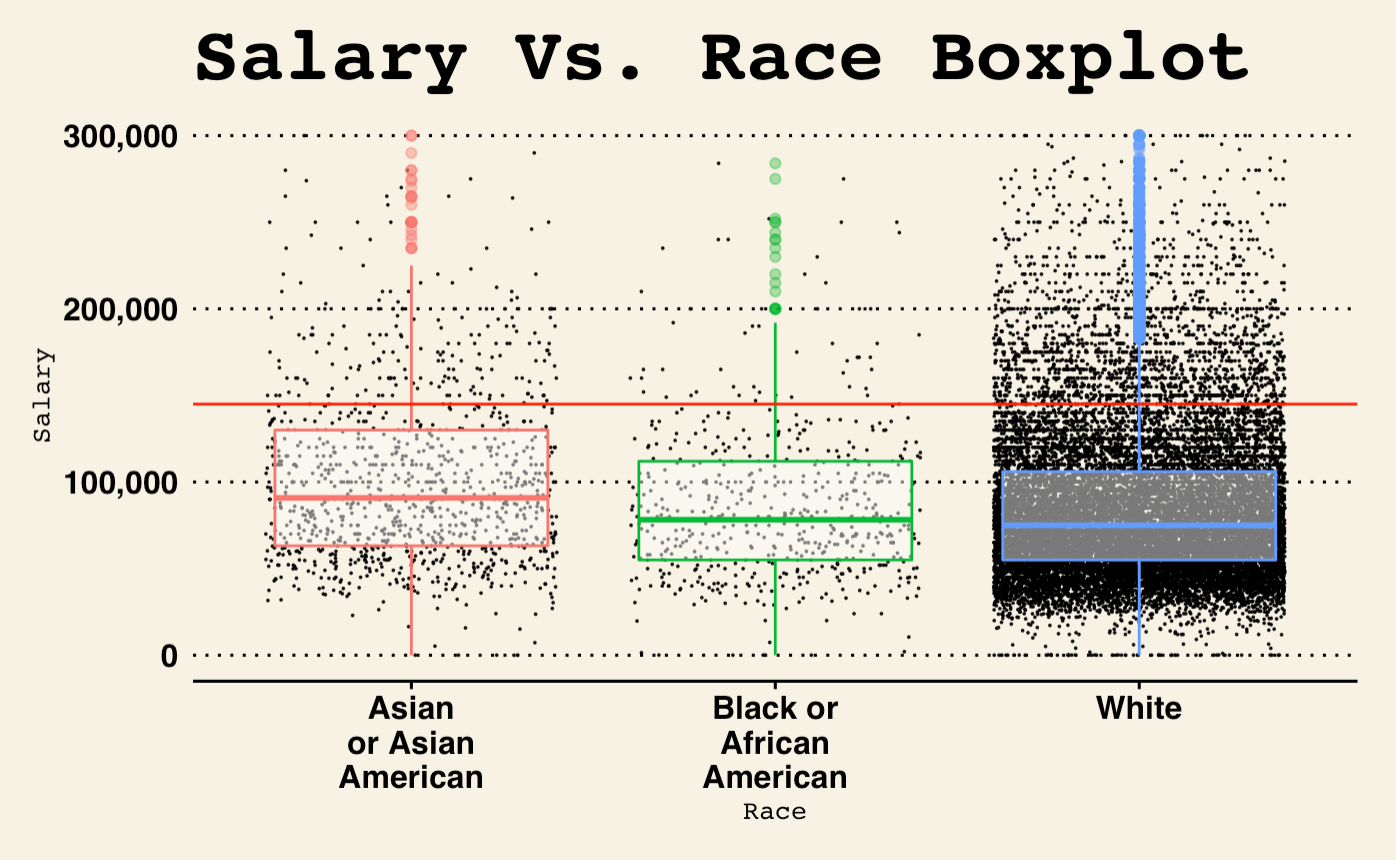 Salary Vs. Race Boxplot
300,000
200,000
100,000
0
Salary
Asian
or Asian
American
Black or
African
American
White
Race